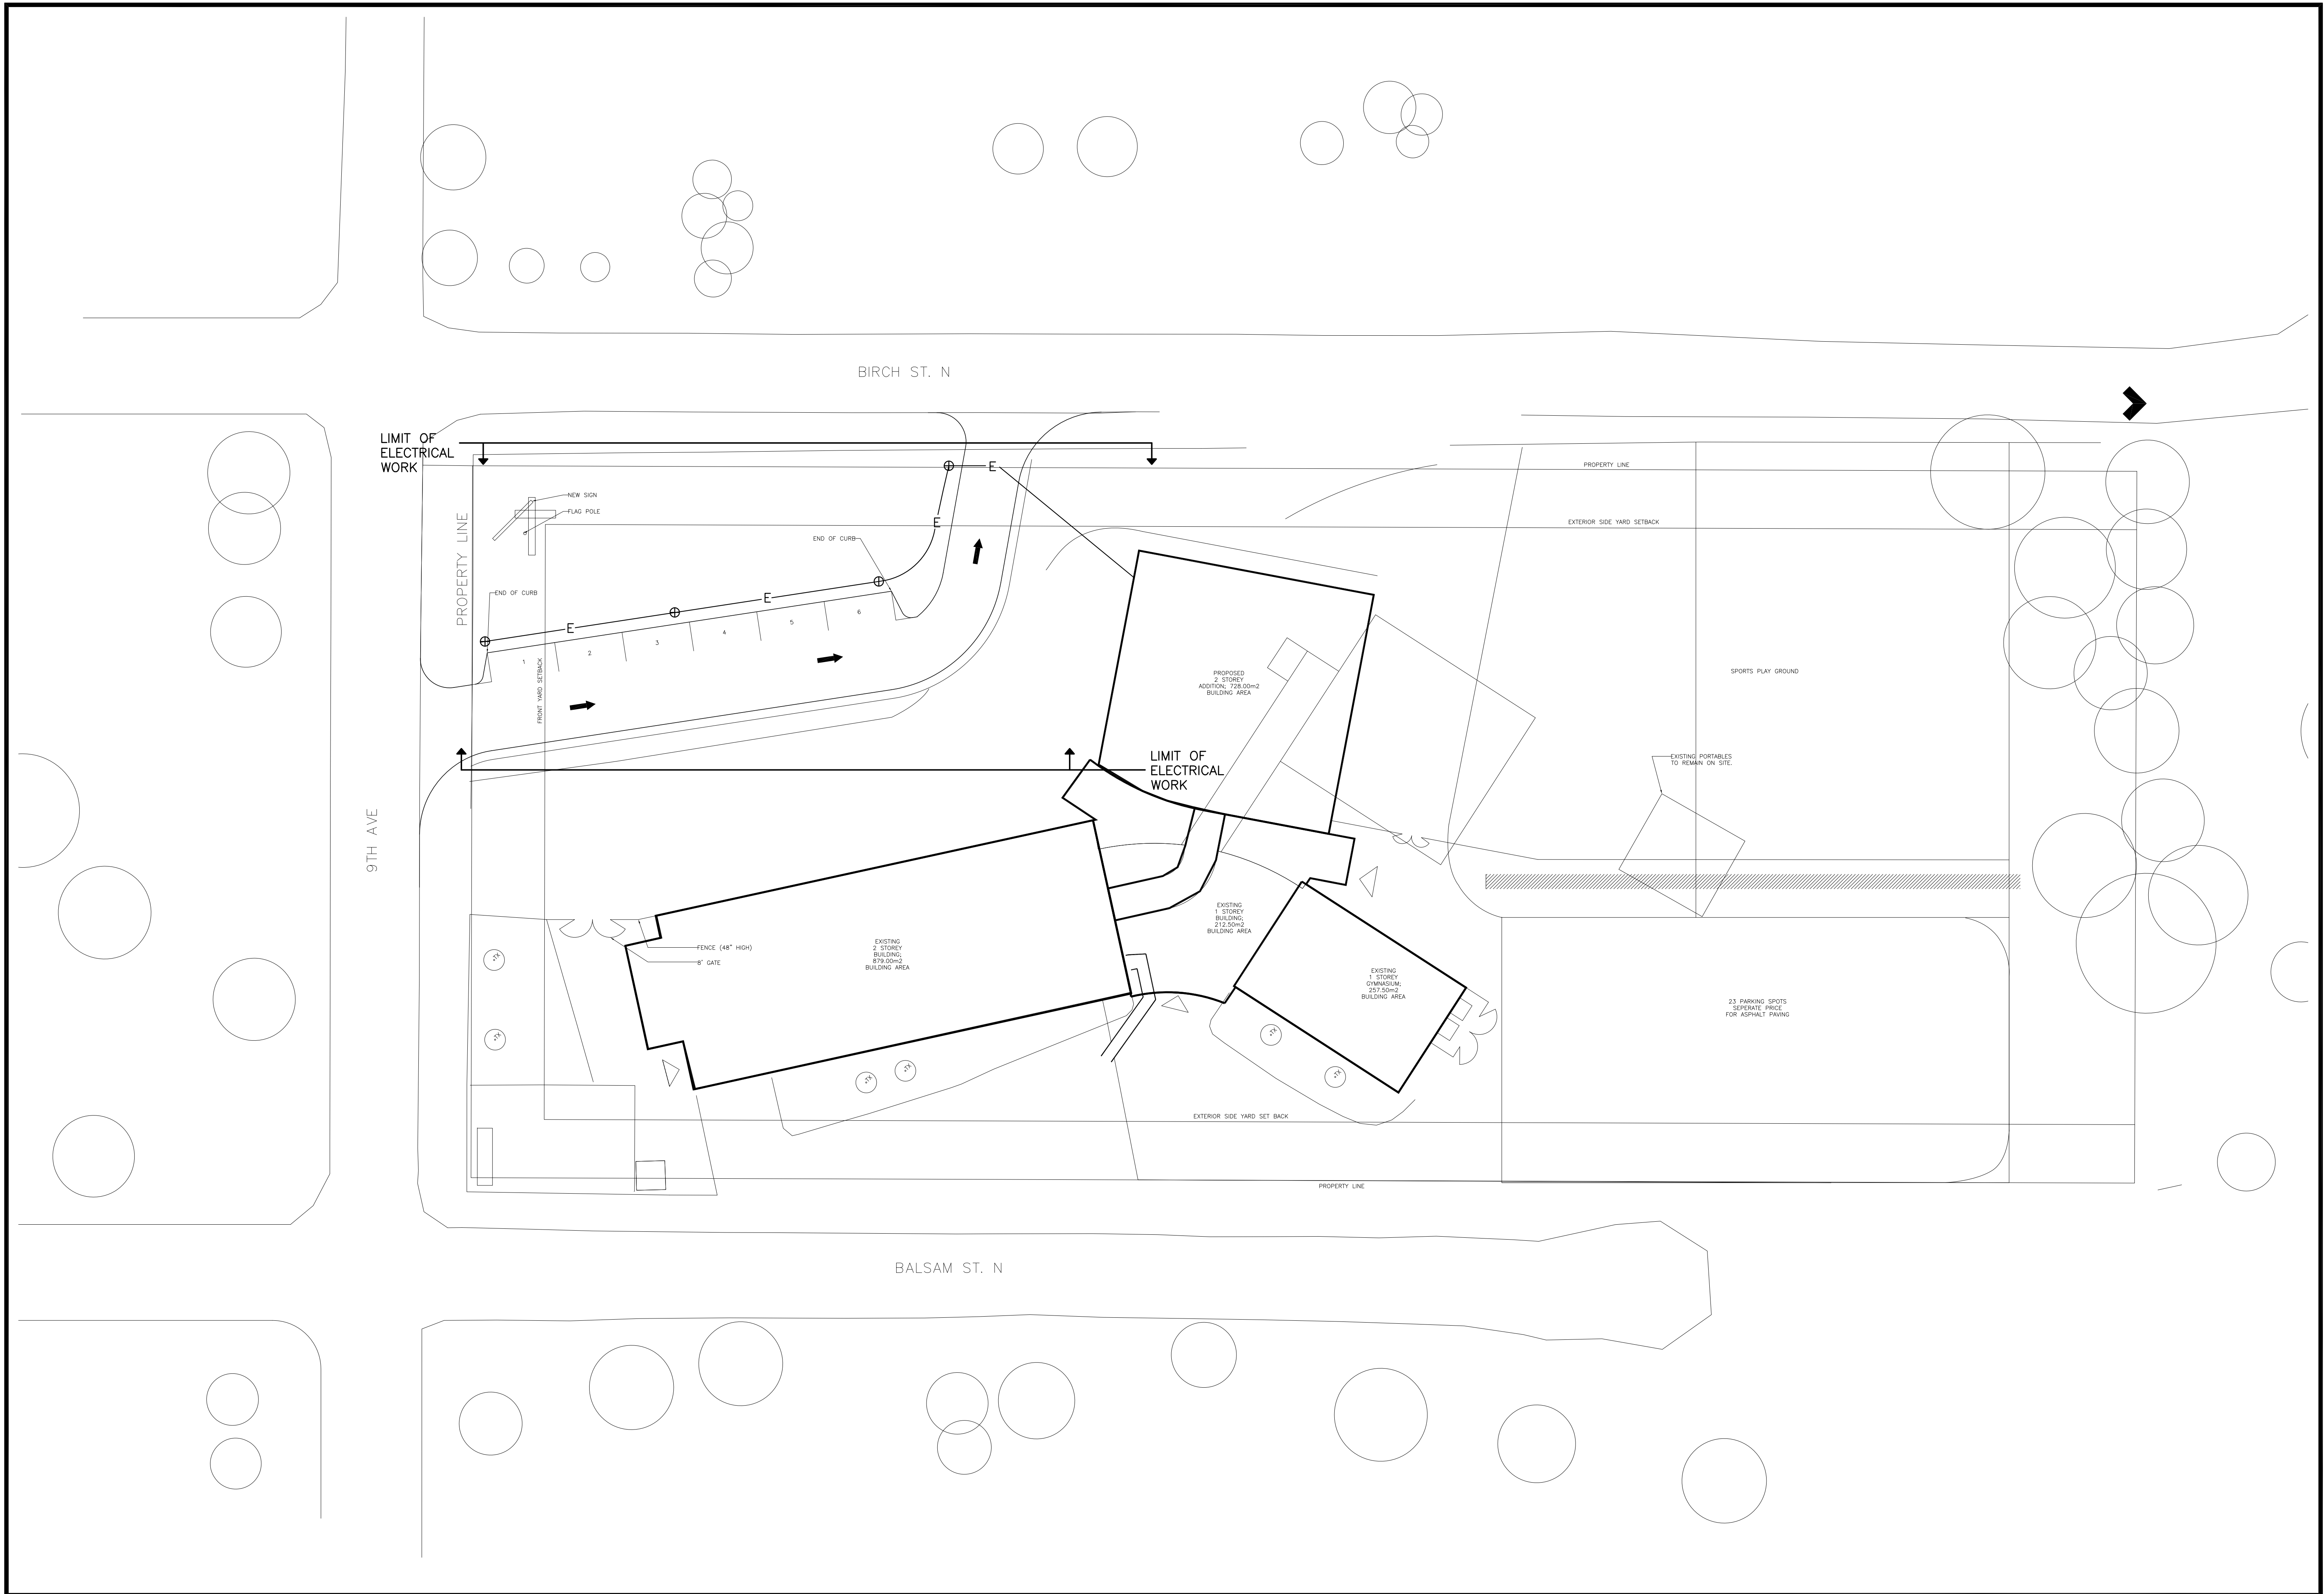 BIRCH ST. N
LIMIT OF
ELECTRICAL
WORK
E
PROPERTY LINE
NEW SIGN
FLAG POLE
PROPERTY LINE
EXTERIOR SIDE YARD SETBACK
E
END OF CURB
END OF CURB
E
E
1
2
3
4
5
6
FRONT YARD SETBACK
PROPOSED
2 STOREY
ADDITION; 728.00m2
BUILDING AREA
SPORTS PLAY GROUND
LIMIT OF
ELECTRICAL
WORK
EXISTING PORTABLES
TO REMAIN ON SITE.
9TH AVE
FENCE (48" HIGH)
8' GATE
EXISTING
2 STOREY
BUILDING;
879.00m2
BUILDING AREA
EXISTING
1 STOREY
BUILDING;
212.50m2
BUILDING AREA
EXISTING
1 STOREY
GYMNASIUM;
257.50m2
BUILDING AREA
23 PARKING SPOTS
SEPERATE PRICE
FOR ASPHALT PAVING
EXTERIOR SIDE YARD SET BACK
PROPERTY LINE
BALSAM ST. N